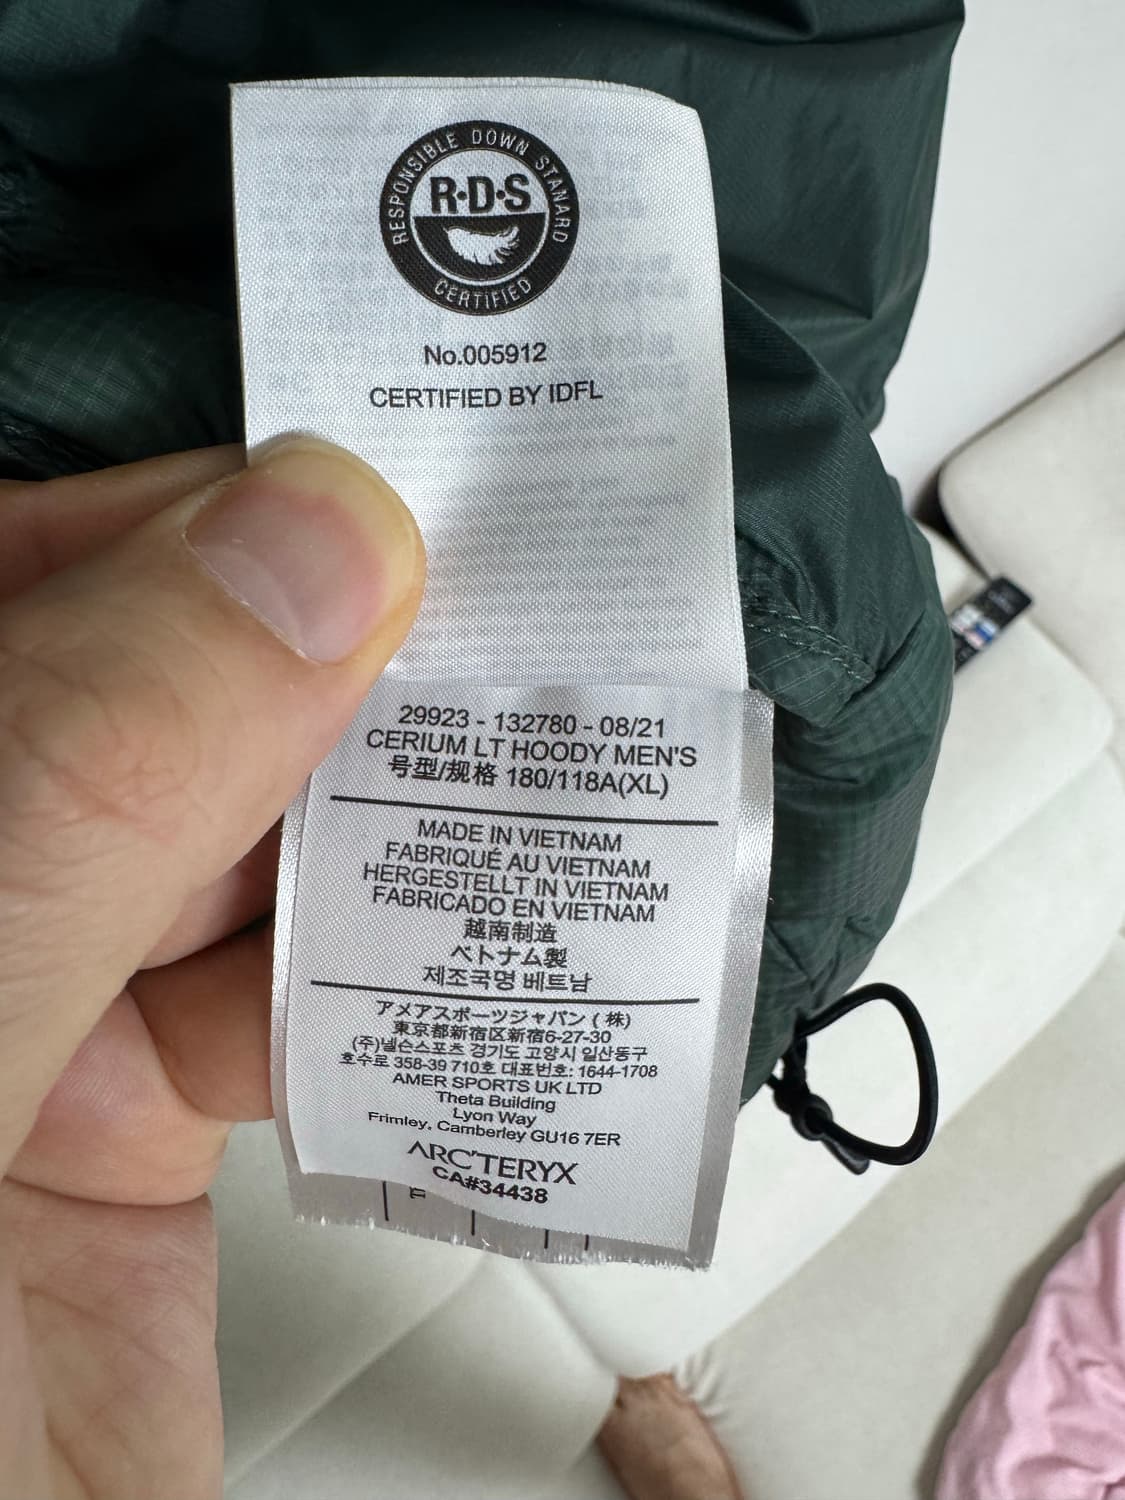 RESPONSIBLE DOWN STANARD
R·D·S
CERTIFIED
No.005912
CERTIFIED BY IDFL
29923 - 132780 - 08/21
CERIUM LT HOODY MEN'S
号型/规格 180/118A(XL)
MADE IN VIETNAM
FABRIQUÉ AU VIETNAM
HERGESTELLT IN VIETNAM
FABRICADO EN VIETNAM
越南制造
ベトナム製
제조국명 베트남
アメアスポーツジャパン ( 株)
東京都新宿区新宿6-27-30
(주)넬슨스포츠 경기도 고양시 일산동구
호수로 358-39 710호 대표번호: 1644-1708
AMER SPORTS UK LTD
Theta Building
Lyon Way
Frimley, Camberley GU16 7ER
ARC'TERYX
CA#34438